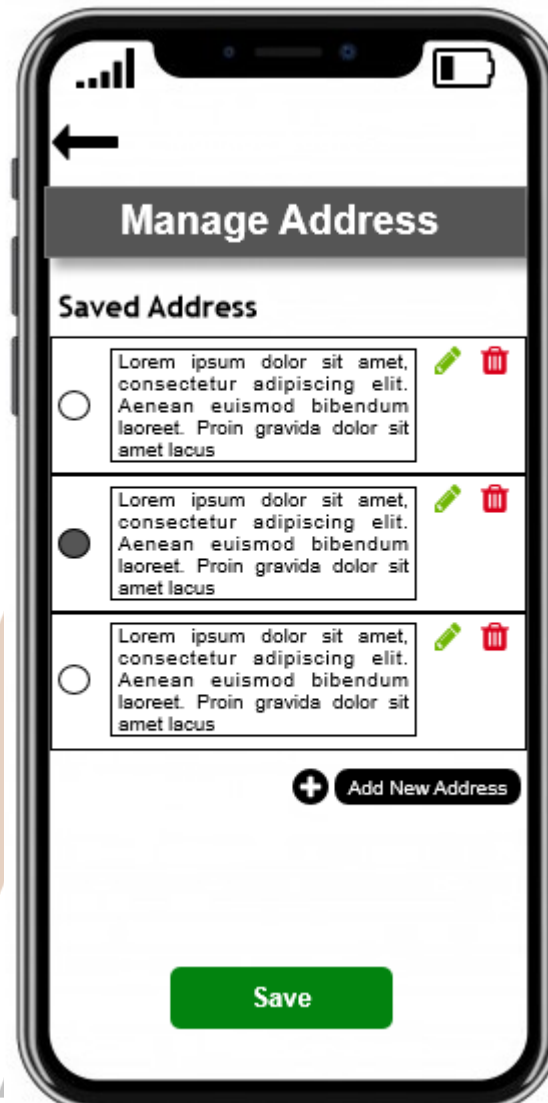 Manage Address
Saved Address
Lorem ipsum dolor sit amet,
consectetur adipiscing elit.
Aenean euismod bibendum
laoreet. Proin gravida dolor sit
amet lacus
Lorem ipsum dolor sit amet,
consectetur adipiscing elit.
Aenean euismod bibendum
laoreet. Proin gravida dolor sit
amet lacus
Lorem ipsum dolor sit amet,
consectetur adipiscing elit.
Aenean euismod bibendum
laoreet. Proin gravida dolor sit
amet lacus
Add New Address
Save